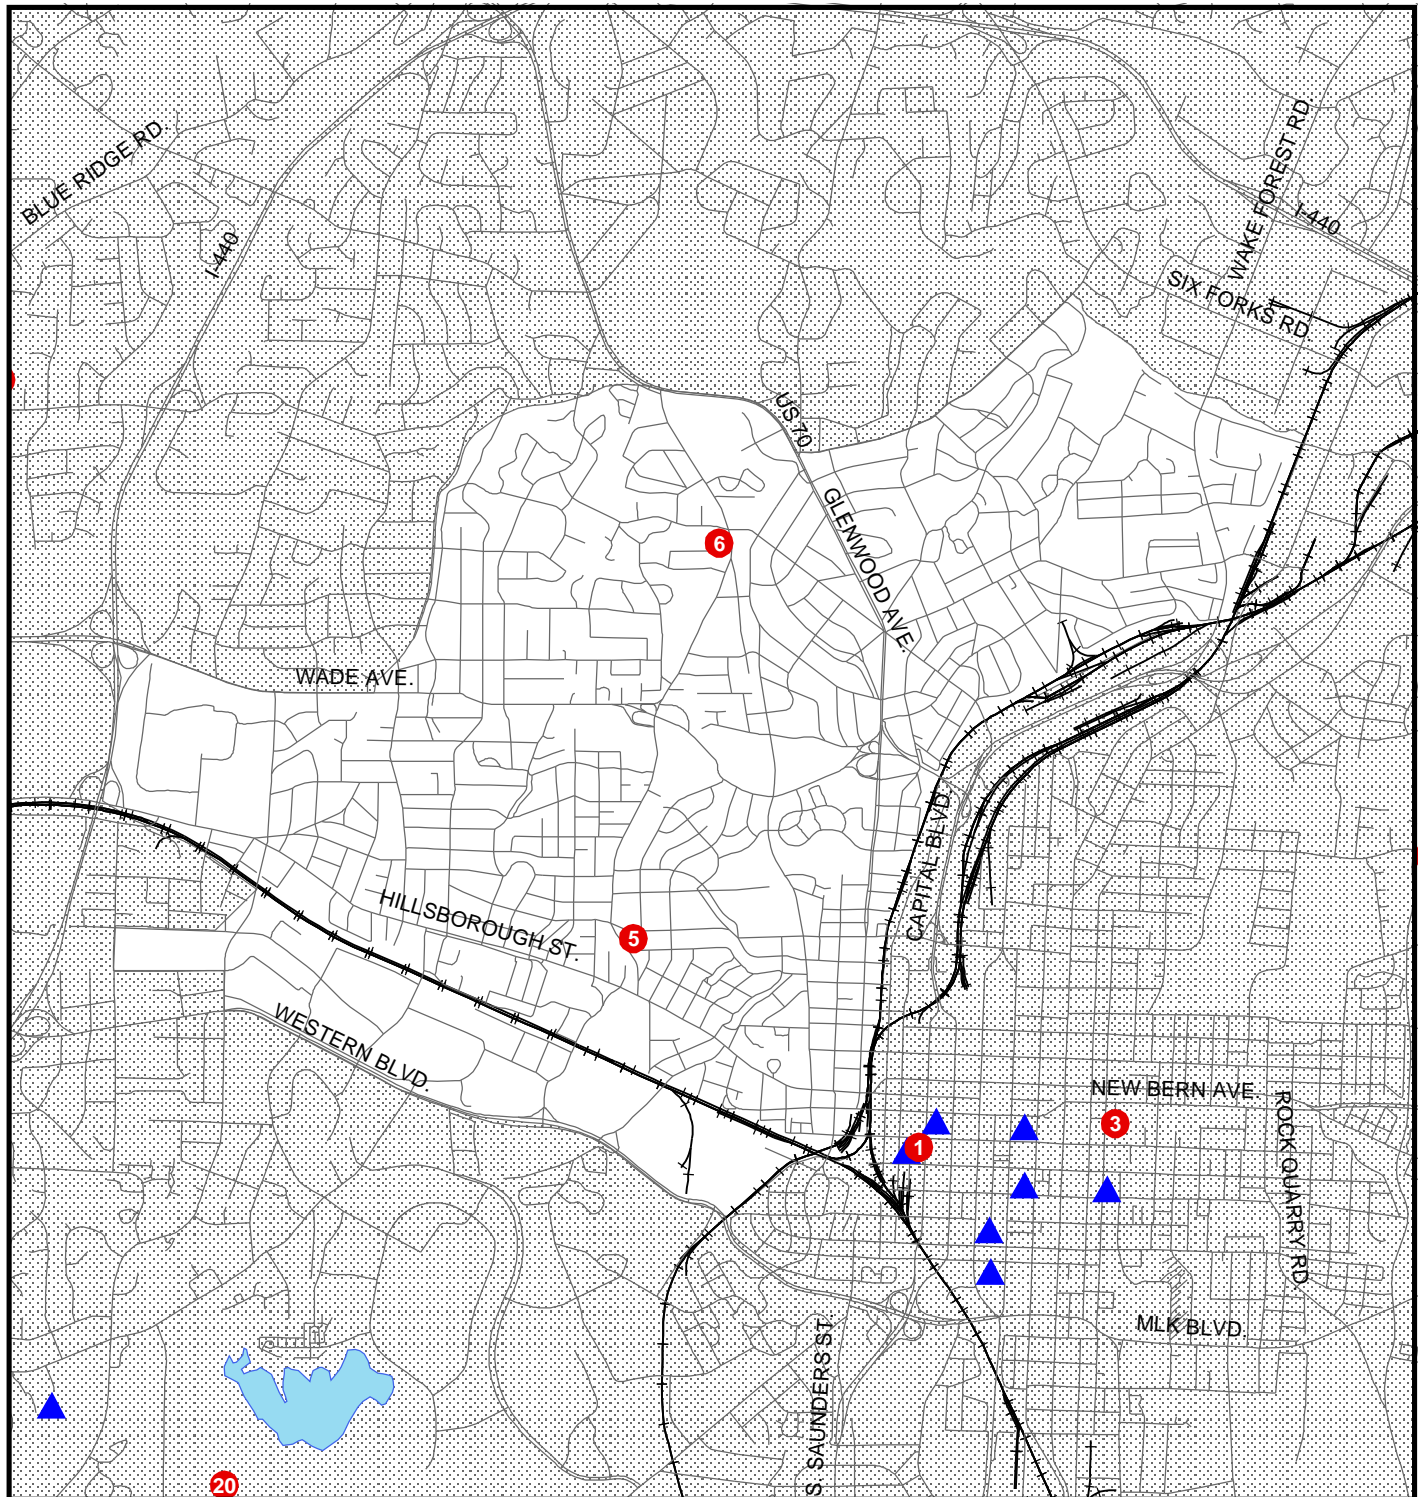 BLUE RIDGE RD.
I-440
WAKE FOREST RD
I-440
SIX FORKS RD.
US 70
GLENWOOD AVE.
6
WADE AVE.
CAPITAL BLVD.
HILLSBOROUGH ST.
5
WESTERN BLVD.
NEW BERN AVE.
ROCK QUARRY RD.
3
1
MLK BLVD.
S. SAUNDERS ST
20